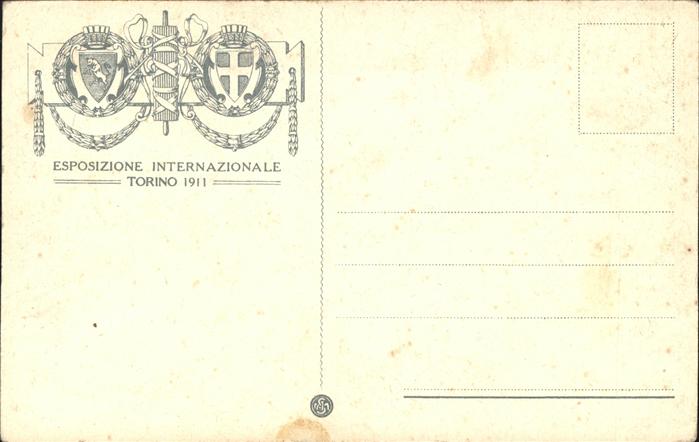 ESPOSIZIONE INTERNAZIONALE
TORINO 1911